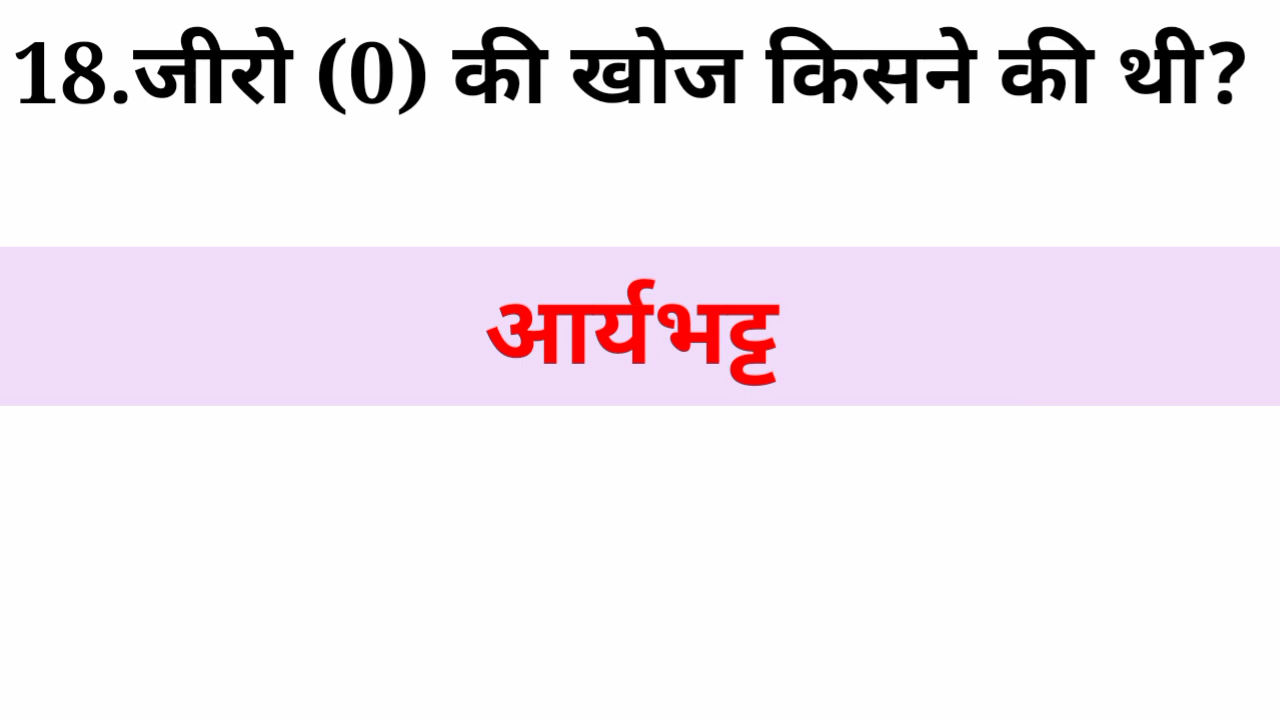 18.जीरो (0) की खोज किसने की थी?
आर्यभट्ट